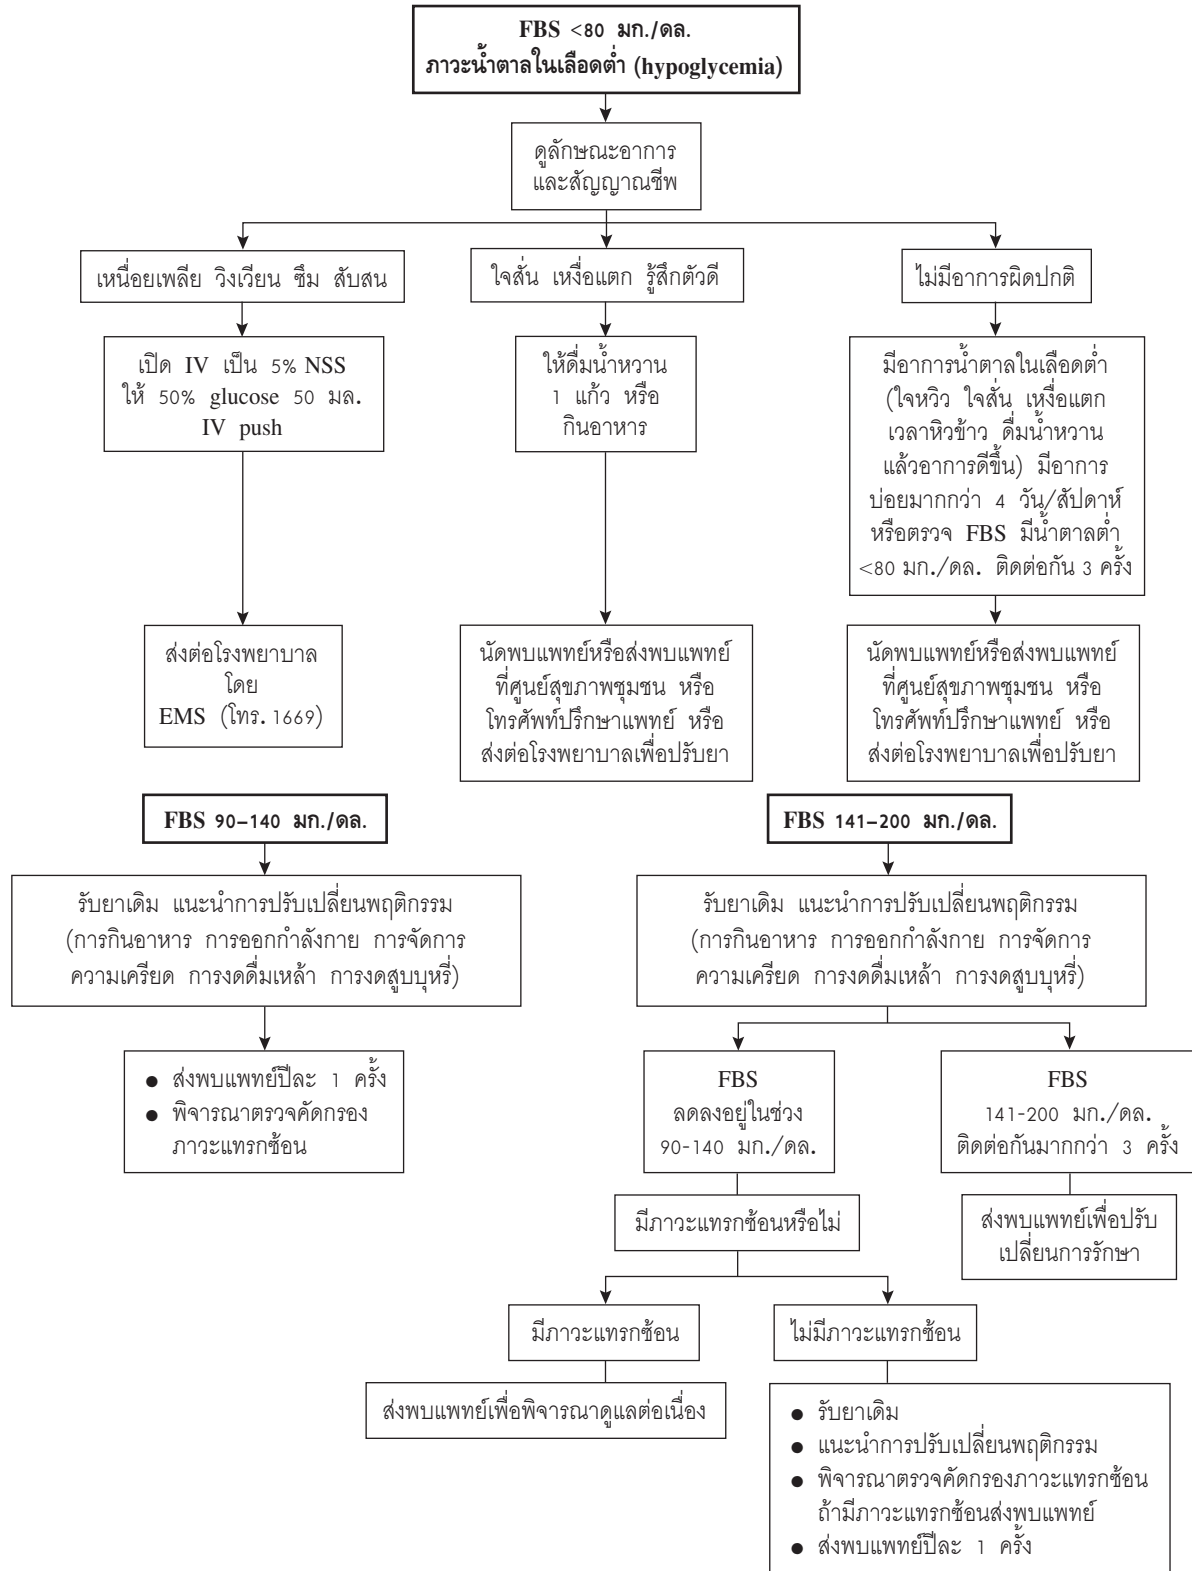 FBS <80 มก./ดล.
ภาวะน้ำตาลในเลือดต่ำ (hypoglycemia)
ดูลักษณะอาการ
และสัญญาณชีพ
เหนื่อยเพลีย วิงเวียน ซึม สับสน
ใจสั่น เหงื่อแตก รู้สึกตัวดี
ไม่มีอาการผิดปกติ
เปิด IV เป็น 5% NSS
ให้ 50% glucose 50 มล.
IV push
ให้ดื่มน้ำหวาน
1 แก้ว หรือ
กินอาหาร
มีอาการน้ำตาลในเลือดต่ำ
(ใจหวิว ใจสั่น เหงื่อแตก
เวลาหิวข้าว ดื่มน้ำหวาน
แล้วอาการดีขึ้น) มีอาการ
บ่อยมากกว่า 4 วัน/สัปดาห์
หรือตรวจ FBS มีน้ำตาลต่ำ
<80 มก./ดล. ติดต่อกัน 3 ครั้ง
ส่งต่อโรงพยาบาล
โดย
EMS (โทร. 1669)
นัดพบแพทย์หรือส่งพบแพทย์
ที่ศูนย์สุขภาพชุมชน หรือ
โทรศัพท์ปรึกษาแพทย์ หรือ
ส่งต่อโรงพยาบาลเพื่อปรับยา
นัดพบแพทย์หรือส่งพบแพทย์
ที่ศูนย์สุขภาพชุมชน หรือ
โทรศัพท์ปรึกษาแพทย์ หรือ
ส่งต่อโรงพยาบาลเพื่อปรับยา
FBS 90–140 มก./ดล.
รับยาเดิม แนะนำการปรับเปลี่ยนพฤติกรรม
(การกินอาหาร การออกกำลังกาย การจัดการ
ความเครียด การงดดื่มเหล้า การงดสูบบุหรี่)
● ส่งพบแพทย์ปีละ 1 ครั้ง
● พิจารณาตรวจคัดกรอง
ภาวะแทรกซ้อน
FBS 141–200 มก./ดล.
รับยาเดิม แนะนำการปรับเปลี่ยนพฤติกรรม
(การกินอาหาร การออกกำลังกาย การจัดการ
ความเครียด การงดดื่มเหล้า การงดสูบบุหรี่)
FBS
ลดลงอยู่ในช่วง
90-140 มก./ดล.
FBS
141-200 มก./ดล.
ติดต่อกันมากกว่า 3 ครั้ง
มีภาวะแทรกซ้อนหรือไม่
ส่งพบแพทย์เพื่อปรับ
เปลี่ยนการรักษา
มีภาวะแทรกซ้อน
ไม่มีภาวะแทรกซ้อน
ส่งพบแพทย์เพื่อพิจารณาดูแลต่อเนื่อง
● รับยาเดิม
● แนะนำการปรับเปลี่ยนพฤติกรรม
● พิจารณาตรวจคัดกรองภาวะแทรกซ้อน
ถ้ามีภาวะแทรกซ้อนส่งพบแพทย์
● ส่งพบแพทย์ปีละ 1 ครั้ง